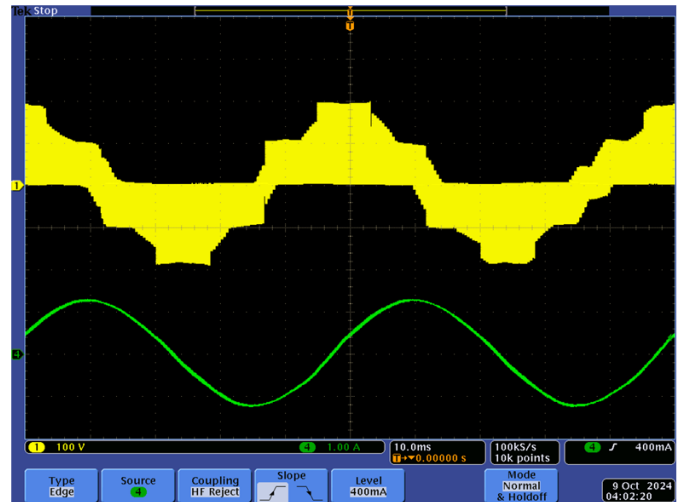 Tek Stop
T
T
1
4
1 100 V
4 1.00 A
10.0ms
T→▼0.00000 s
100kS/s
10k points
4 ∫ 400mA
Type
Edge
Source
4
Coupling
HF Reject
Slope
Level
400mA
Mode
Normal
& Holdoff
9 Oct 2024
04:02:20